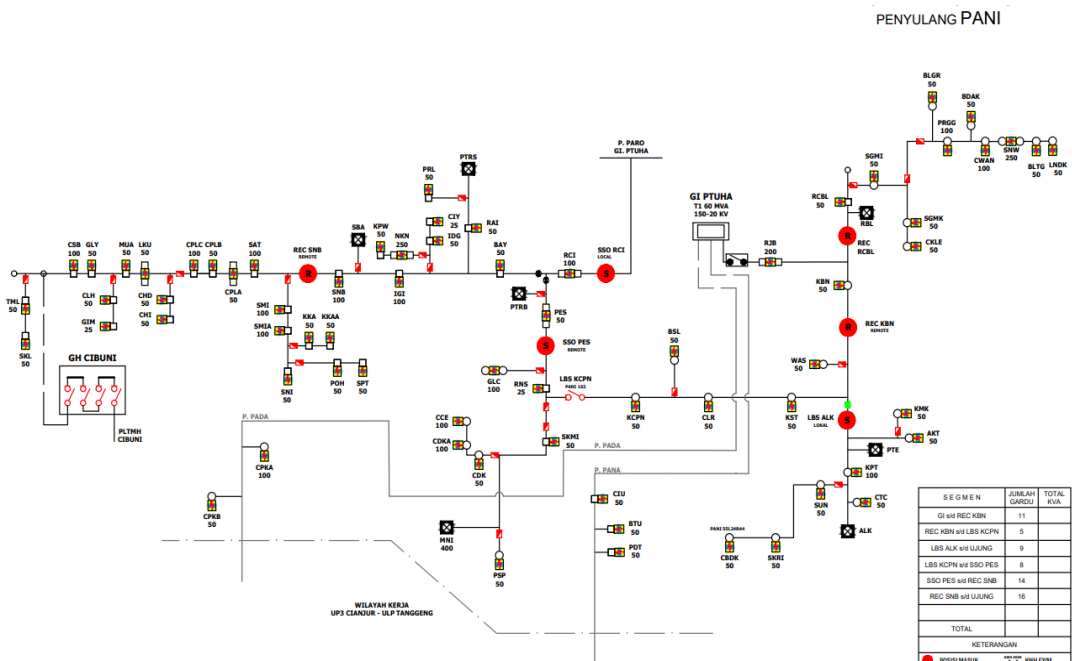 PENYULANG PANI
BLGR
50
BDAK
50
PRGG
100
CWAN
100
SNW
250
BLTG
50
LNDK
50
SGMI
50
RCBL
50
RBL
REC
RCBL
SGMK
50
CKLE
50
P. PARO
GI. PTUHA
GI PTUHA
T1 60 MVA
150-20 KV
RJB
200
KBN
50
REC KBN
REMOTE
WAS
50
PTRS
PRL
50
CIY
25
IDG
50
RAI
50
SBA
KPW
50
NKN
250
BAY
50
RCI
100
SSO RCI
LOCAL
CSB
100
GLY
50
MUA
50
LKU
50
CPLC
100
CPLB
50
CPLA
50
SAT
100
REC SNB
REMOTE
SNB
100
IGI
100
PTRB
PES
50
SSO PES
REMOTE
TML
50
SKL
50
CLH
50
GIM
25
CHD
50
CHI
50
SMI
100
SMIA
100
KKA
50
KKAA
50
SNI
50
POH
50
SPT
50
GLC
100
RNS
25
LBS KCPN
PANI 102
BSL
50
KCPN
50
CLR
50
KST
50
LBS ALK
LOKAL
KMK
50
AKT
50
PTE
KPT
100
CTC
50
SUN
50
ALK
PANI SSL24R44
CBDK
50
SKRI
50
GH CIBUNI
PLTMH
CIBUNI
P. PADA
CPKA
100
CPKB
50
CCE
100
CDKA
100
CDK
50
SKMI
50
P. PADA
P. PANA
MNI
400
PSP
50
CIU
50
BTU
50
PDT
50
WILAYAH KERJA
UP3 CIANJUR - ULP TANGGENG
S E G M E N JUMLAH GARDU TOTAL KVA
GI s/d REC KBN 11
REC KBN s/d LBS KCPN 5
LBS ALK s/d UJUNG 9
LBS KCPN s/d SSO PES 8
SSO PES s/d REC SNB 14
REC SNB s/d UJUNG 16
TOTAL
KETERANGAN
R
R
R
S
S
S
POSISI MASUK
KWH EXIM